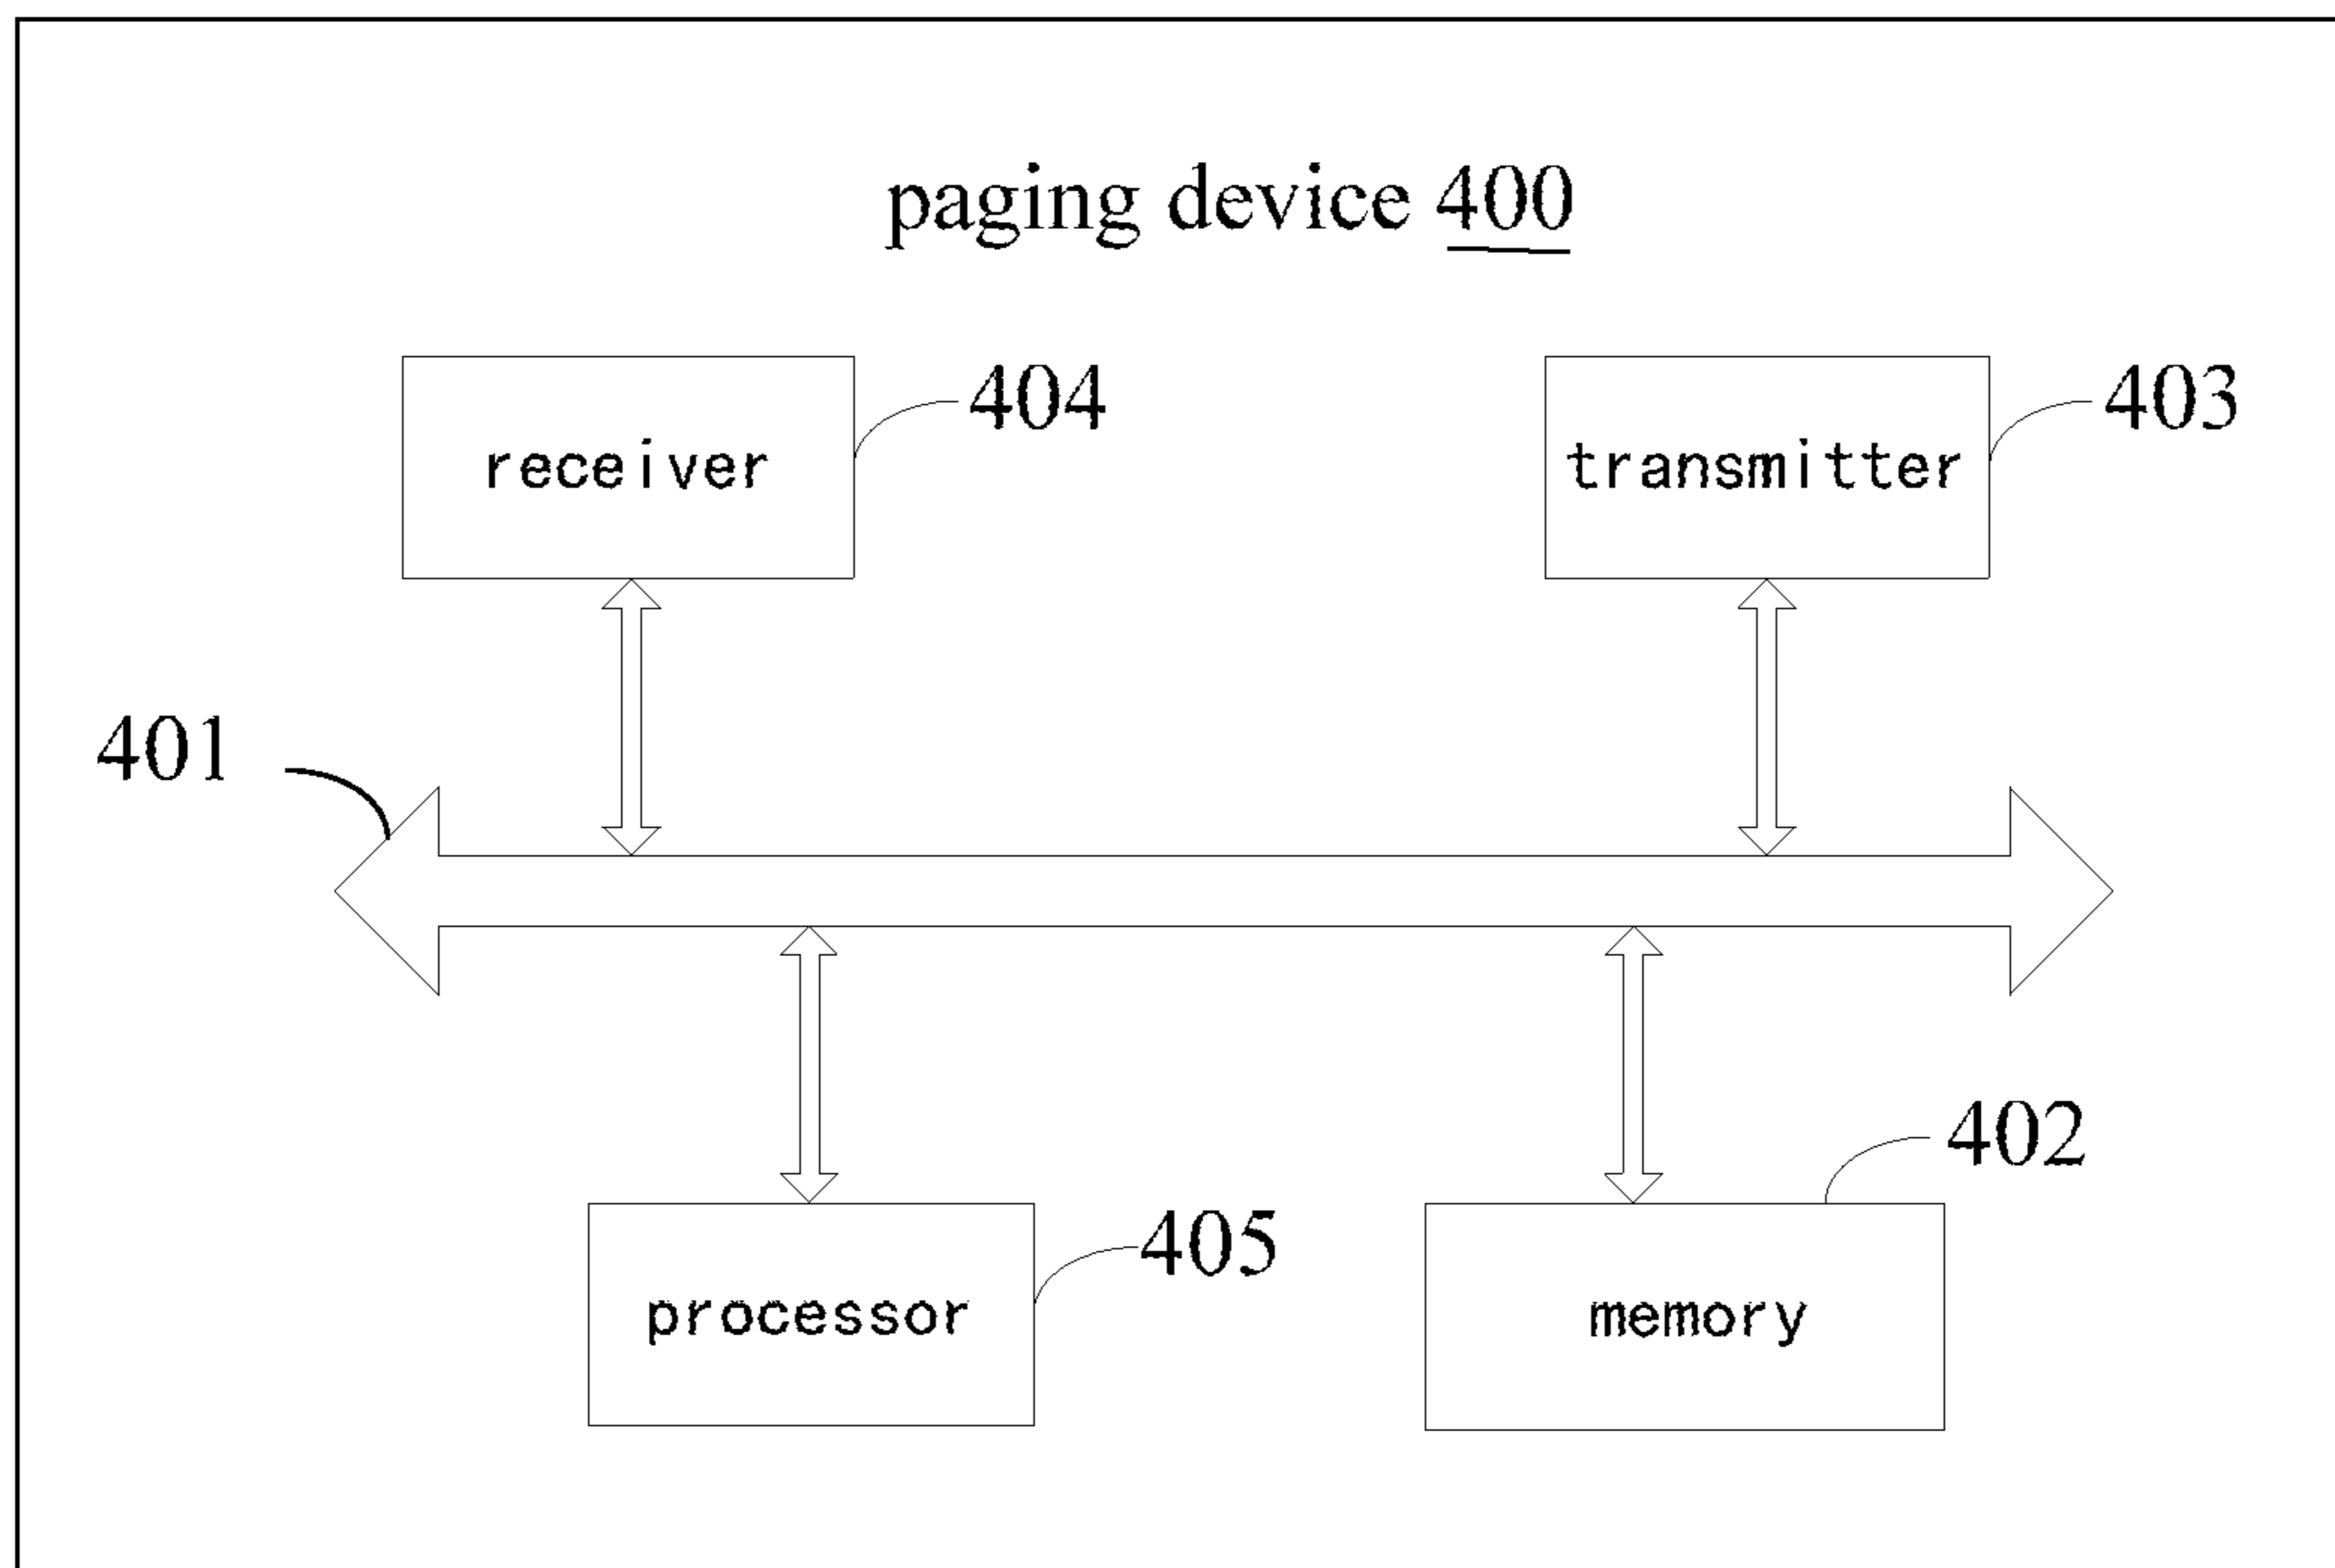 paging device 400
404
403
receiver
transmitter
401
402
405
processor
memory